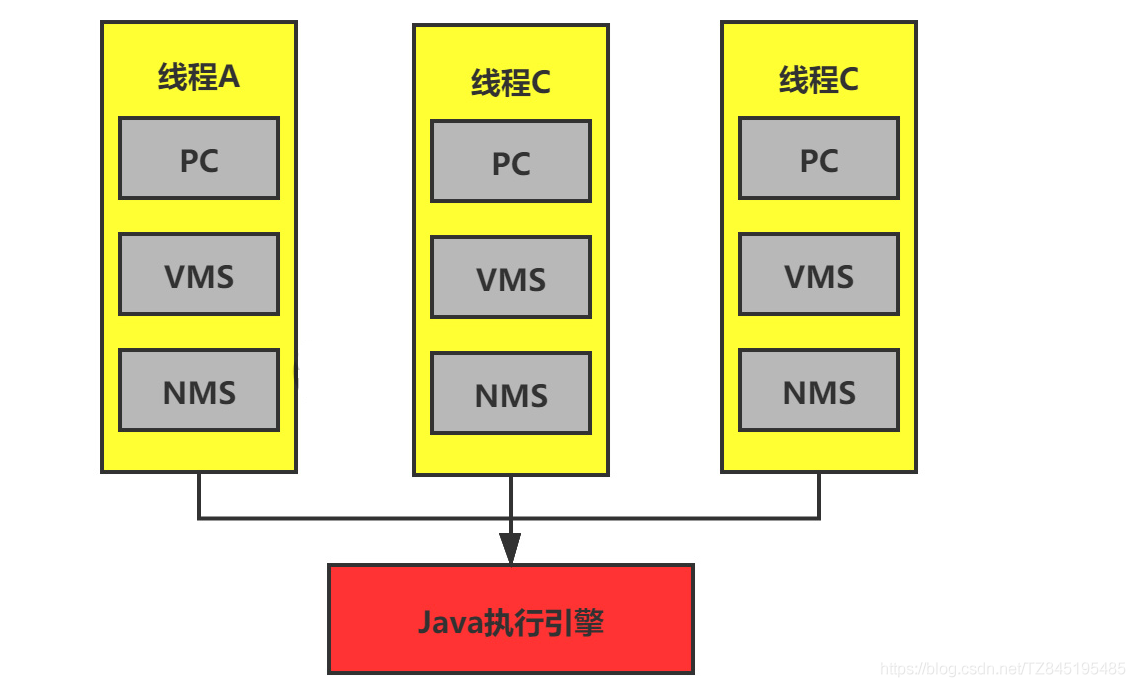 线程A
PC
VMS
NMS
线程C
PC
VMS
NMS
线程C
PC
VMS
NMS
Java执行引擎
https://blog.csdn.net/TZ845195485